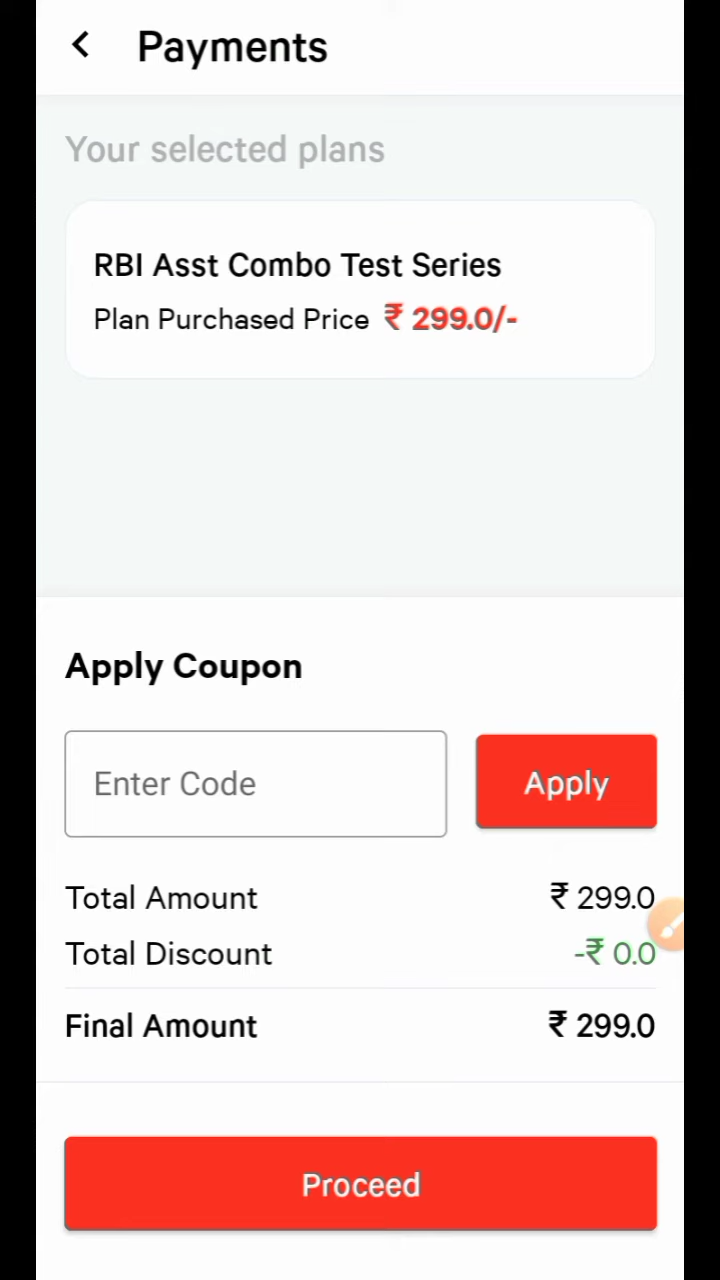 Payments
Your selected plans
RBI Asst Combo Test Series
Plan Purchased Price ₹ 299.0/-
Apply Coupon
Enter Code Apply
Total Amount ₹ 299.0
Total Discount -₹ 0.0
Final Amount ₹ 299.0
Proceed